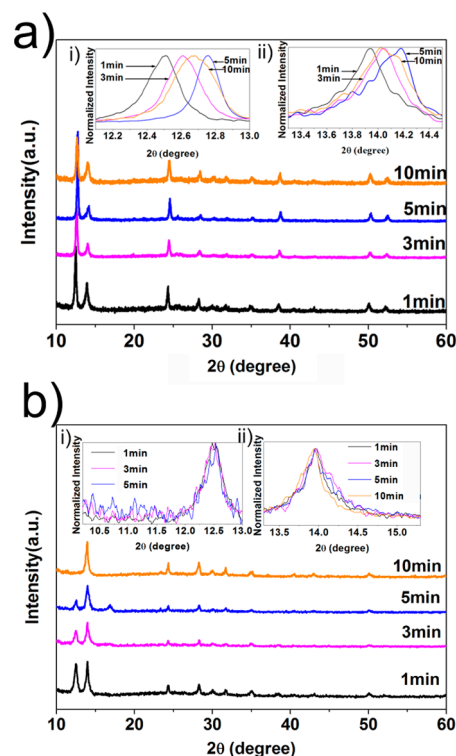 a)
i)
1min
3min
5min
10min
Normalized Intensity
12.2 12.4 12.6 12.8 13.0
2θ (degree)
ii)
1min
3min
5min
10min
Normalized Intensity
13.4 13.6 13.8 14.0 14.2 14.4
2θ (degree)
Intensity(a.u.)
10min
5min
3min
1min
10 20 30 40 50 60
2θ (degree)
b)
i)
1min
3min
5min
Normalized Intensity
10.5 11.0 11.5 12.0 12.5 13.0
2θ (degree)
ii)
1min
3min
5min
10min
Normalized Intensity
13.5 14.0 14.5 15.0
2θ (degree)
Intensity(a.u.)
10min
5min
3min
1min
10 20 30 40 50 60
2θ (degree)